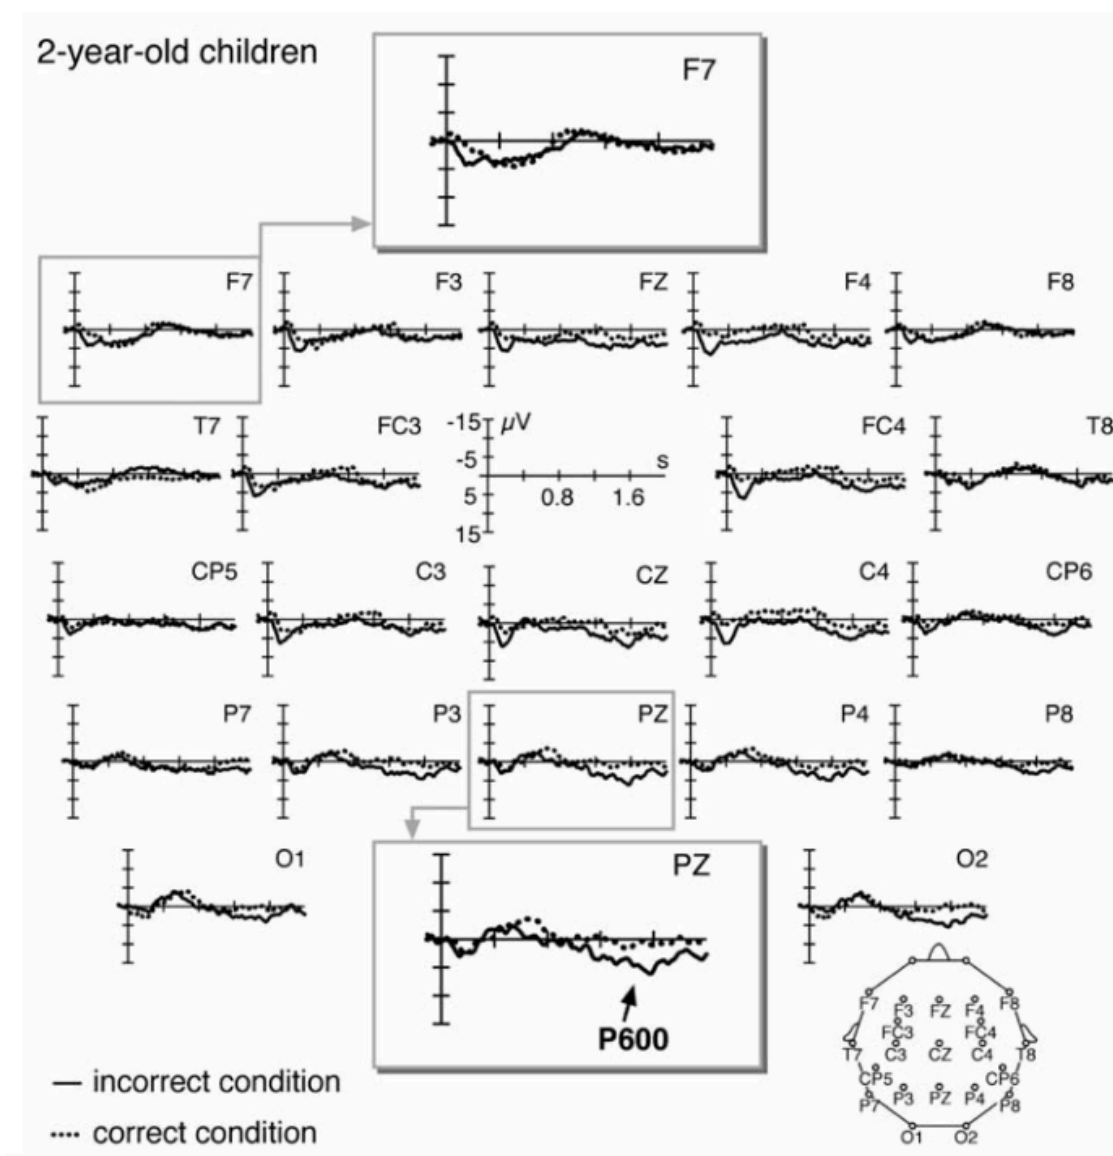 2-year-old children
F7
F7
F3
FZ
F4
F8
T7
FC3
-15 µV
-5
s
5
0.8
1.6
15
FC4
T8
CP5
C3
CZ
C4
CP6
P7
P3
PZ
P4
P8
O1
PZ
P600
O2
F7 F3 FZ F4 F8
FC3 FC4
T7 C3 CZ C4 T8
CP5 CP6
P7 P3 PZ P4 P8
O1 O2
incorrect condition
correct condition